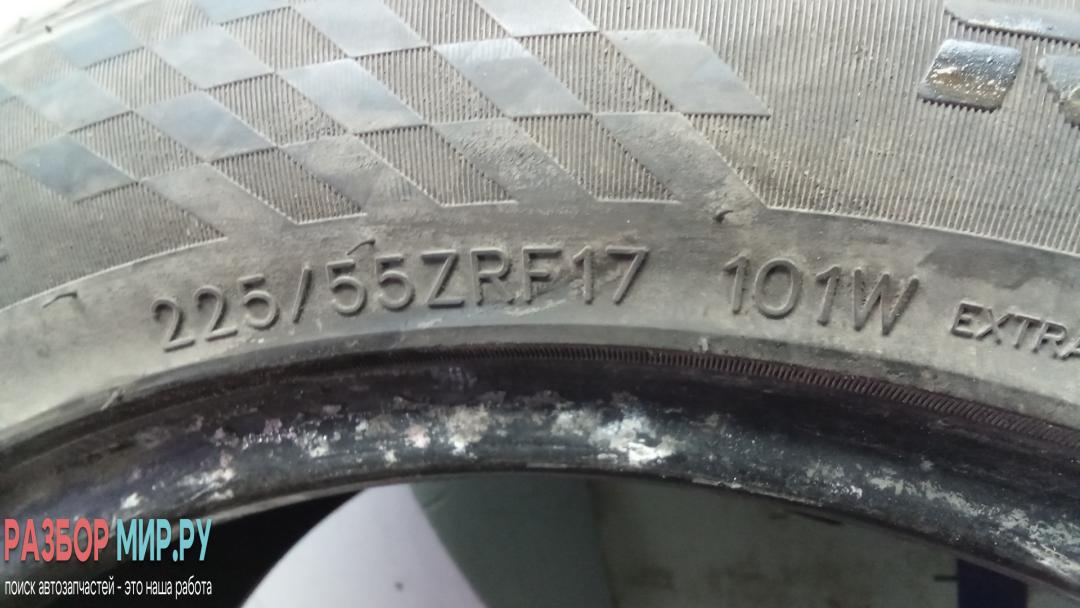 225/55ZRF17 101W EXTRA
РАЗБОР МИР.РУ
поиск автозапчастей - это наша работа